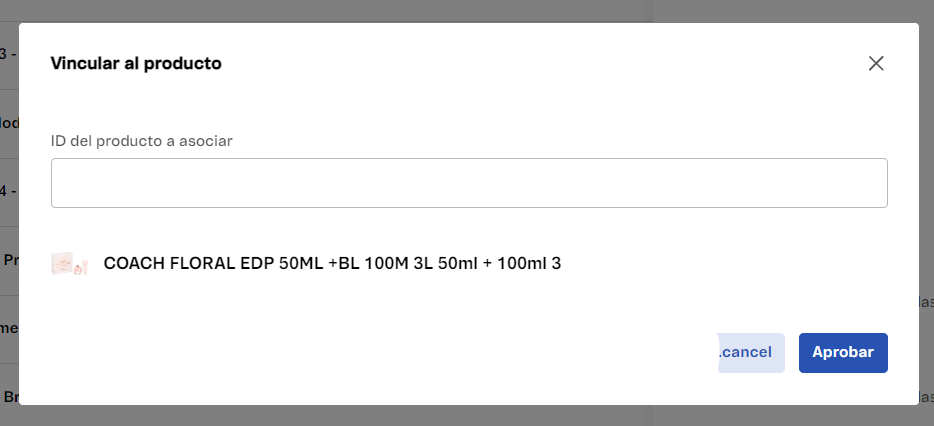 3 -
Vincular al producto
lod
ID del producto a asociar
4 -
Pr
COACH FLORAL EDP 50ML +BL 100M 3L 50ml + 100ml 3
las
me
.cancel
Aprobar
Br
las